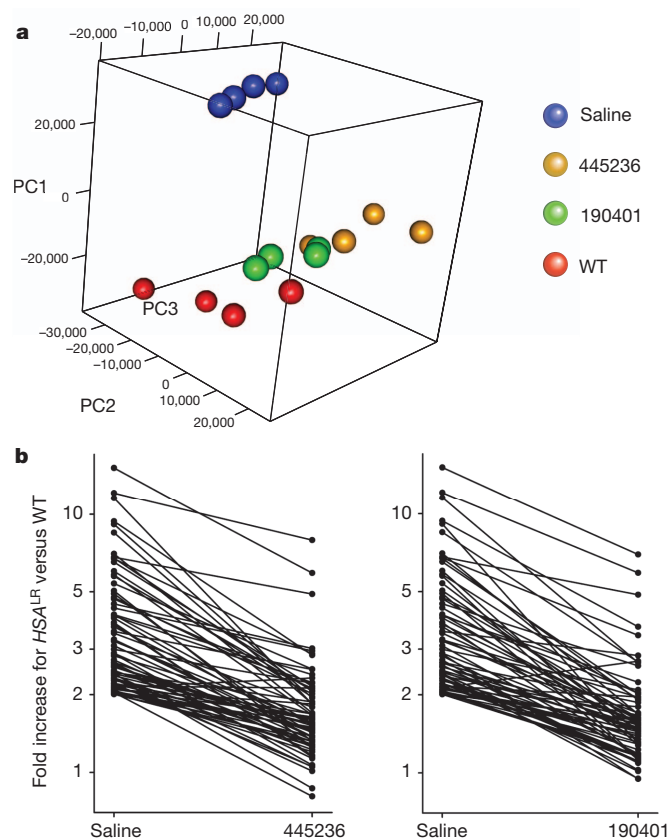 a
−20,000 −10,000 0 10,000 20,000
20,000
PC1 0
−20,000
PC3
−30,000
−20,000
−10,000
0
10,000
20,000
PC2
Saline
445236
190401
WT
b
Fold increase for HSA^LR versus WT
10
5
3
2
1
Saline 445236
10
5
3
2
1
Saline 190401